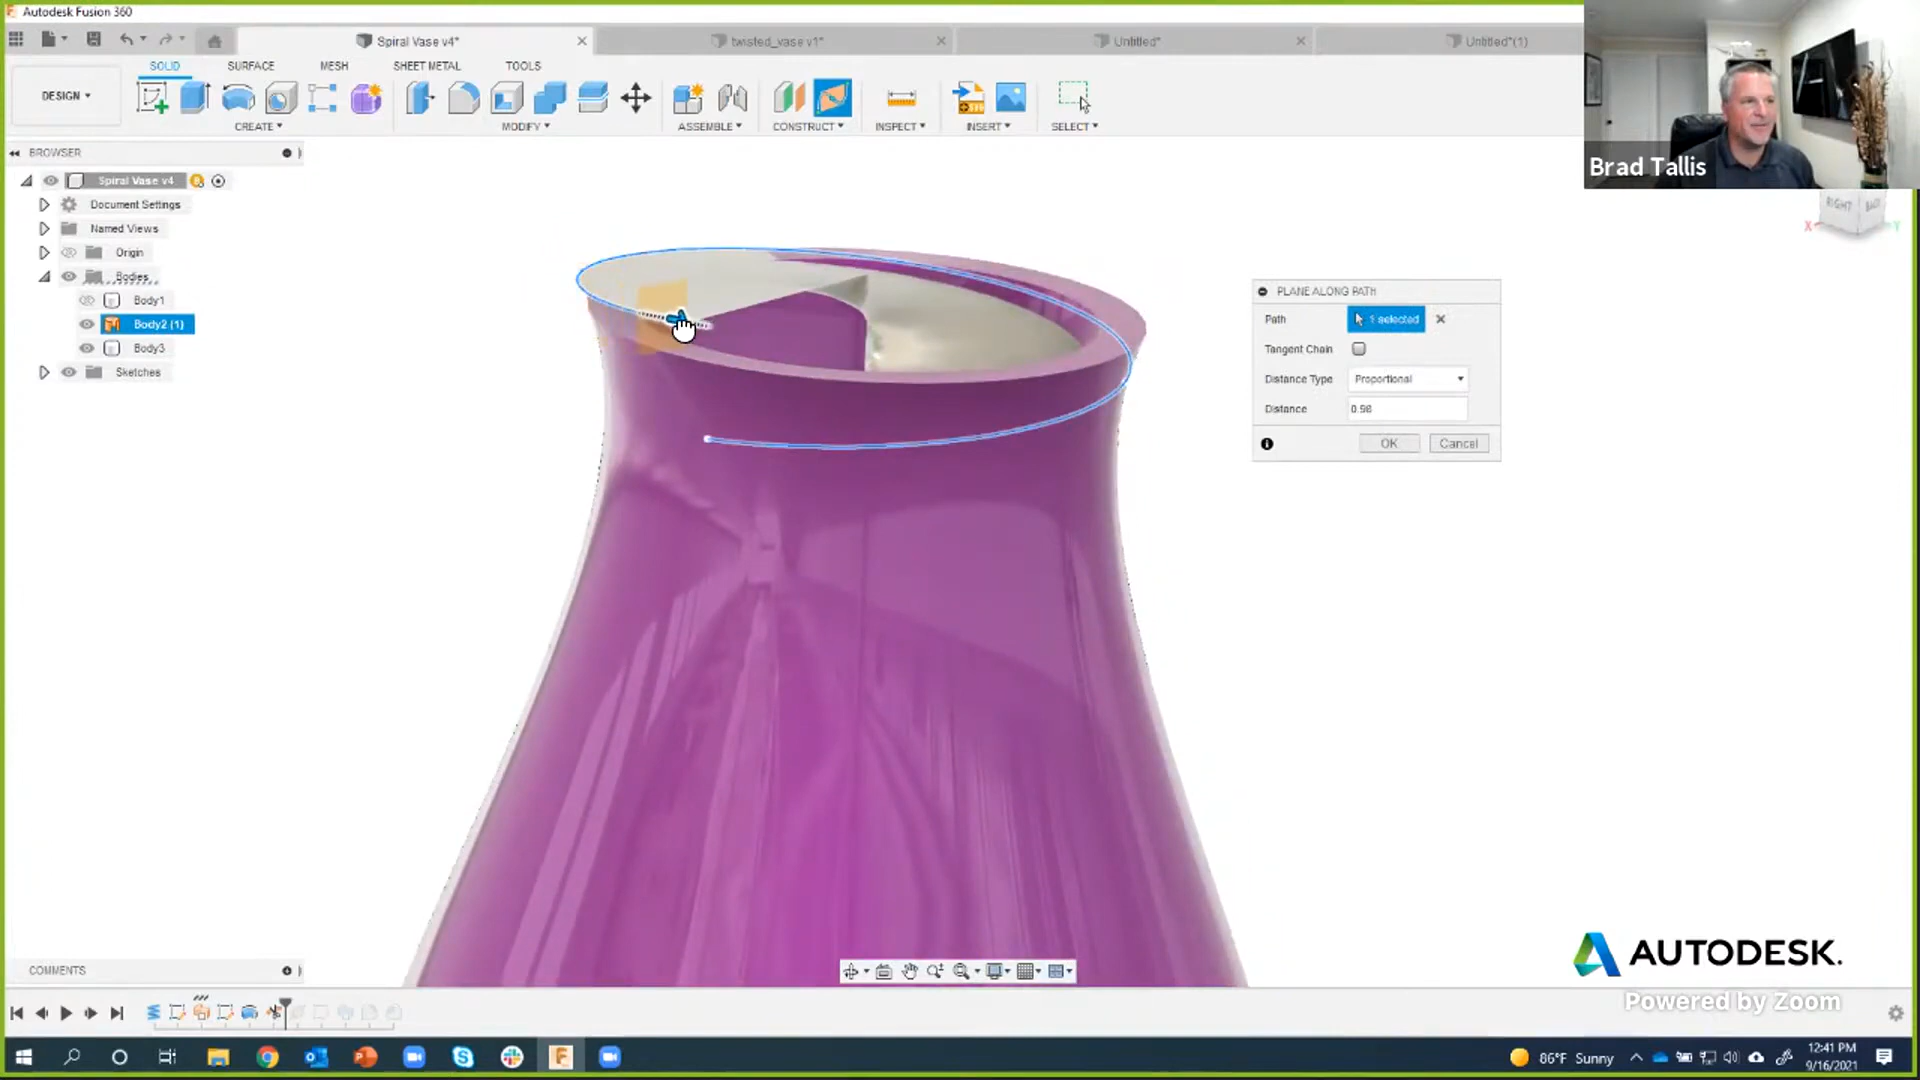 Autodesk Fusion 360
Spiral Vase v4*
twisted_vase v1*
Untitled*
Untitled*(1)
SOLID
SURFACE
MESH
SHEET METAL
TOOLS
DESIGN
CREATE
MODIFY
ASSEMBLE
CONSTRUCT
INSPECT
INSERT
SELECT
Brad Tallis
BROWSER
Spiral Vase v4
Document Settings
Named Views
Origin
Bodies
Body1
Body2 (1)
Body3
Sketches
RIGHT
BACK
X
Y
PLANE ALONG PATH
Path
1 selected
Tangent Chain
Distance Type
Proportional
Distance
0.98
OK
Cancel
COMMENTS
AUTODESK.
Powered by Zoom
86°F Sunny
12:41 PM
9/16/2021